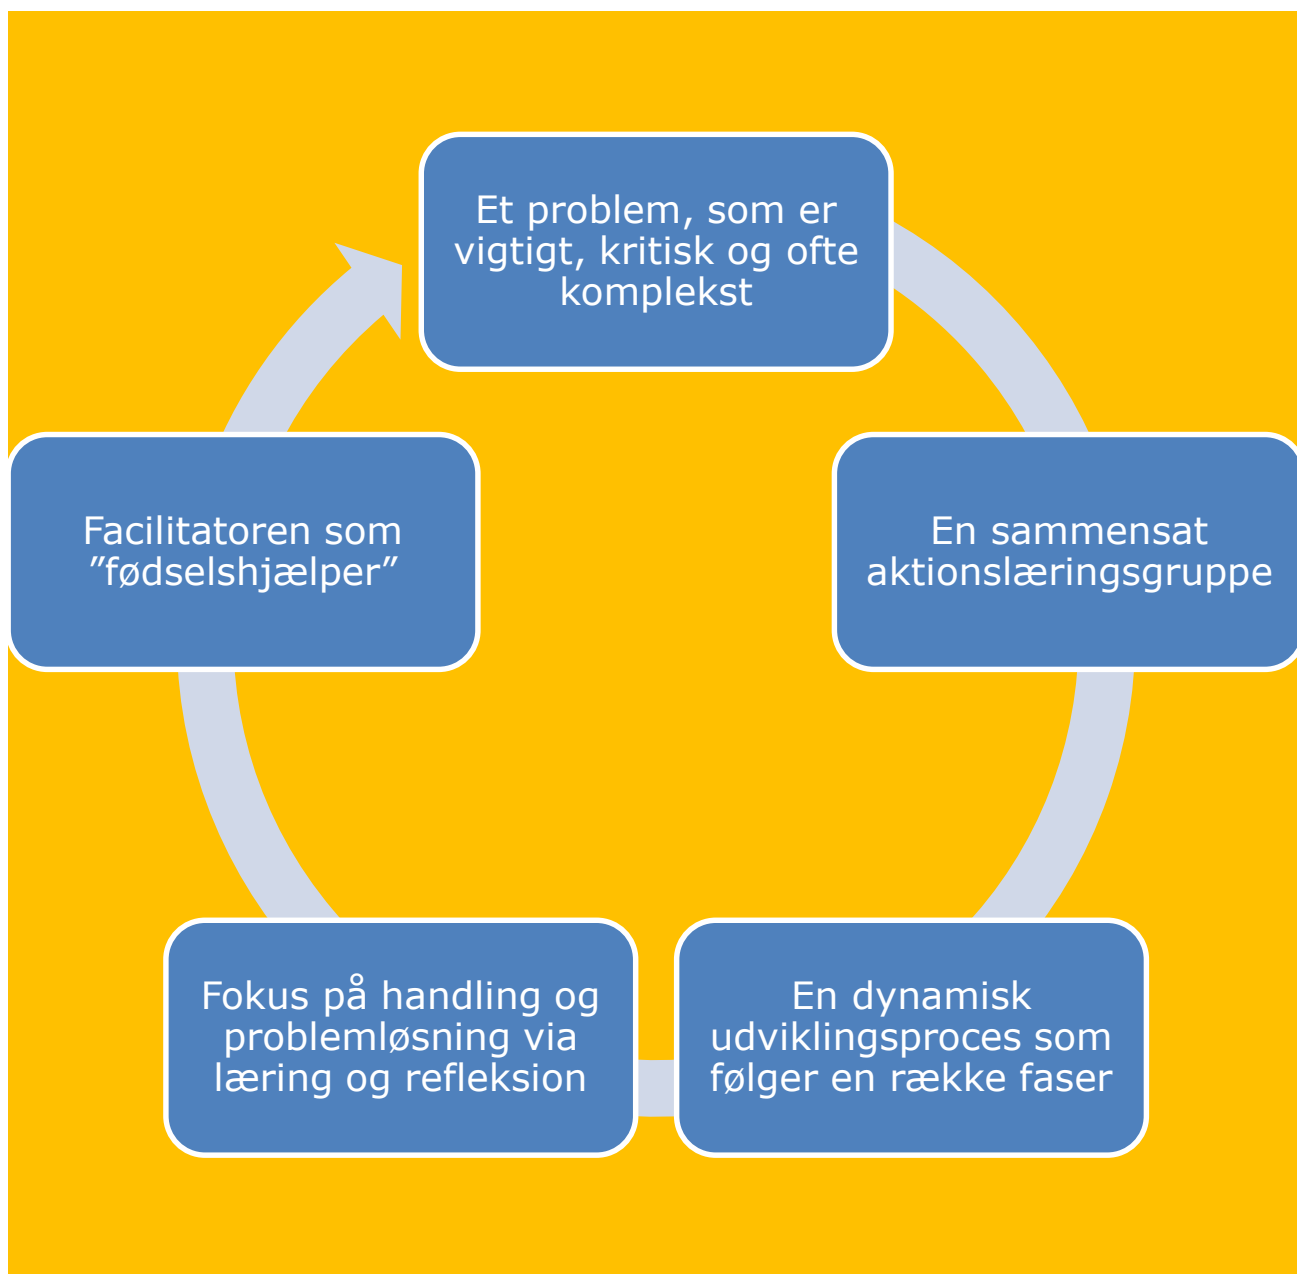 Et problem, som er
vigtigt, kritisk og ofte
komplekst
En sammensat
aktionslæringsgruppe
En dynamisk
udviklingsproces som
følger en række faser
Fokus på handling og
problemløsning via
læring og refleksion
Facilitatoren som
”fødselshjælper”